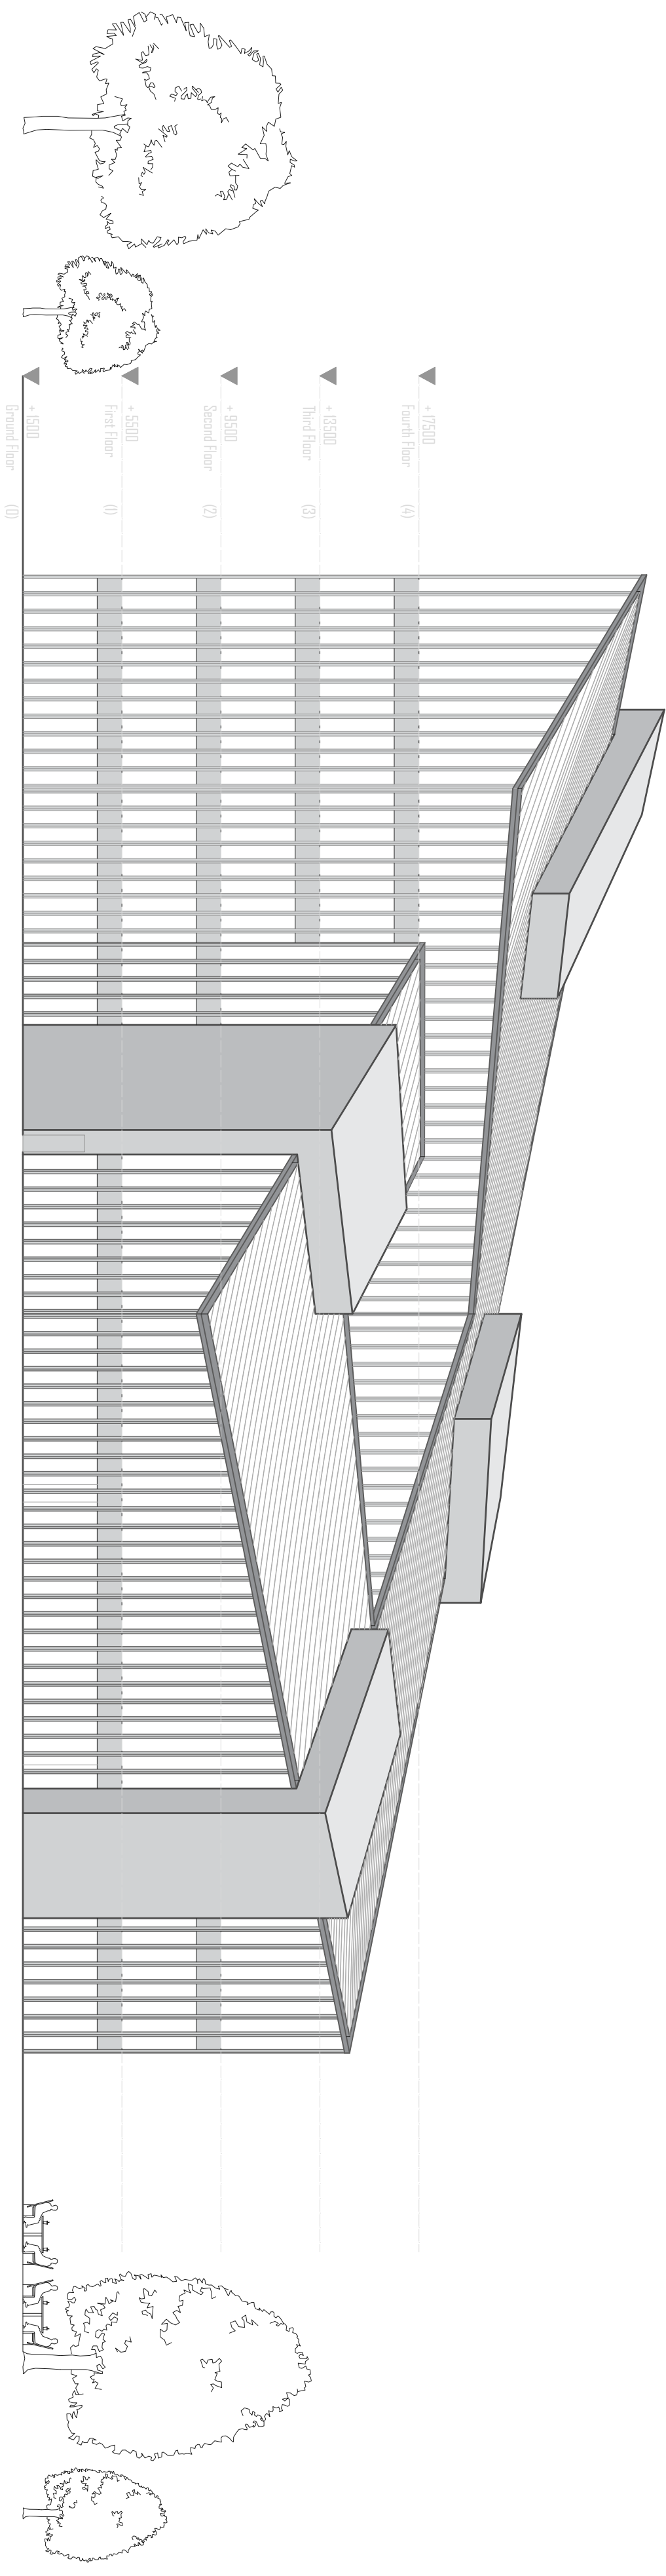 + 17500
Fourth Floor (4)
+ 13500
Third Floor (3)
+ 9500
Second Floor (2)
+ 5500
First Floor (1)
+ 1500
Ground Floor (0)